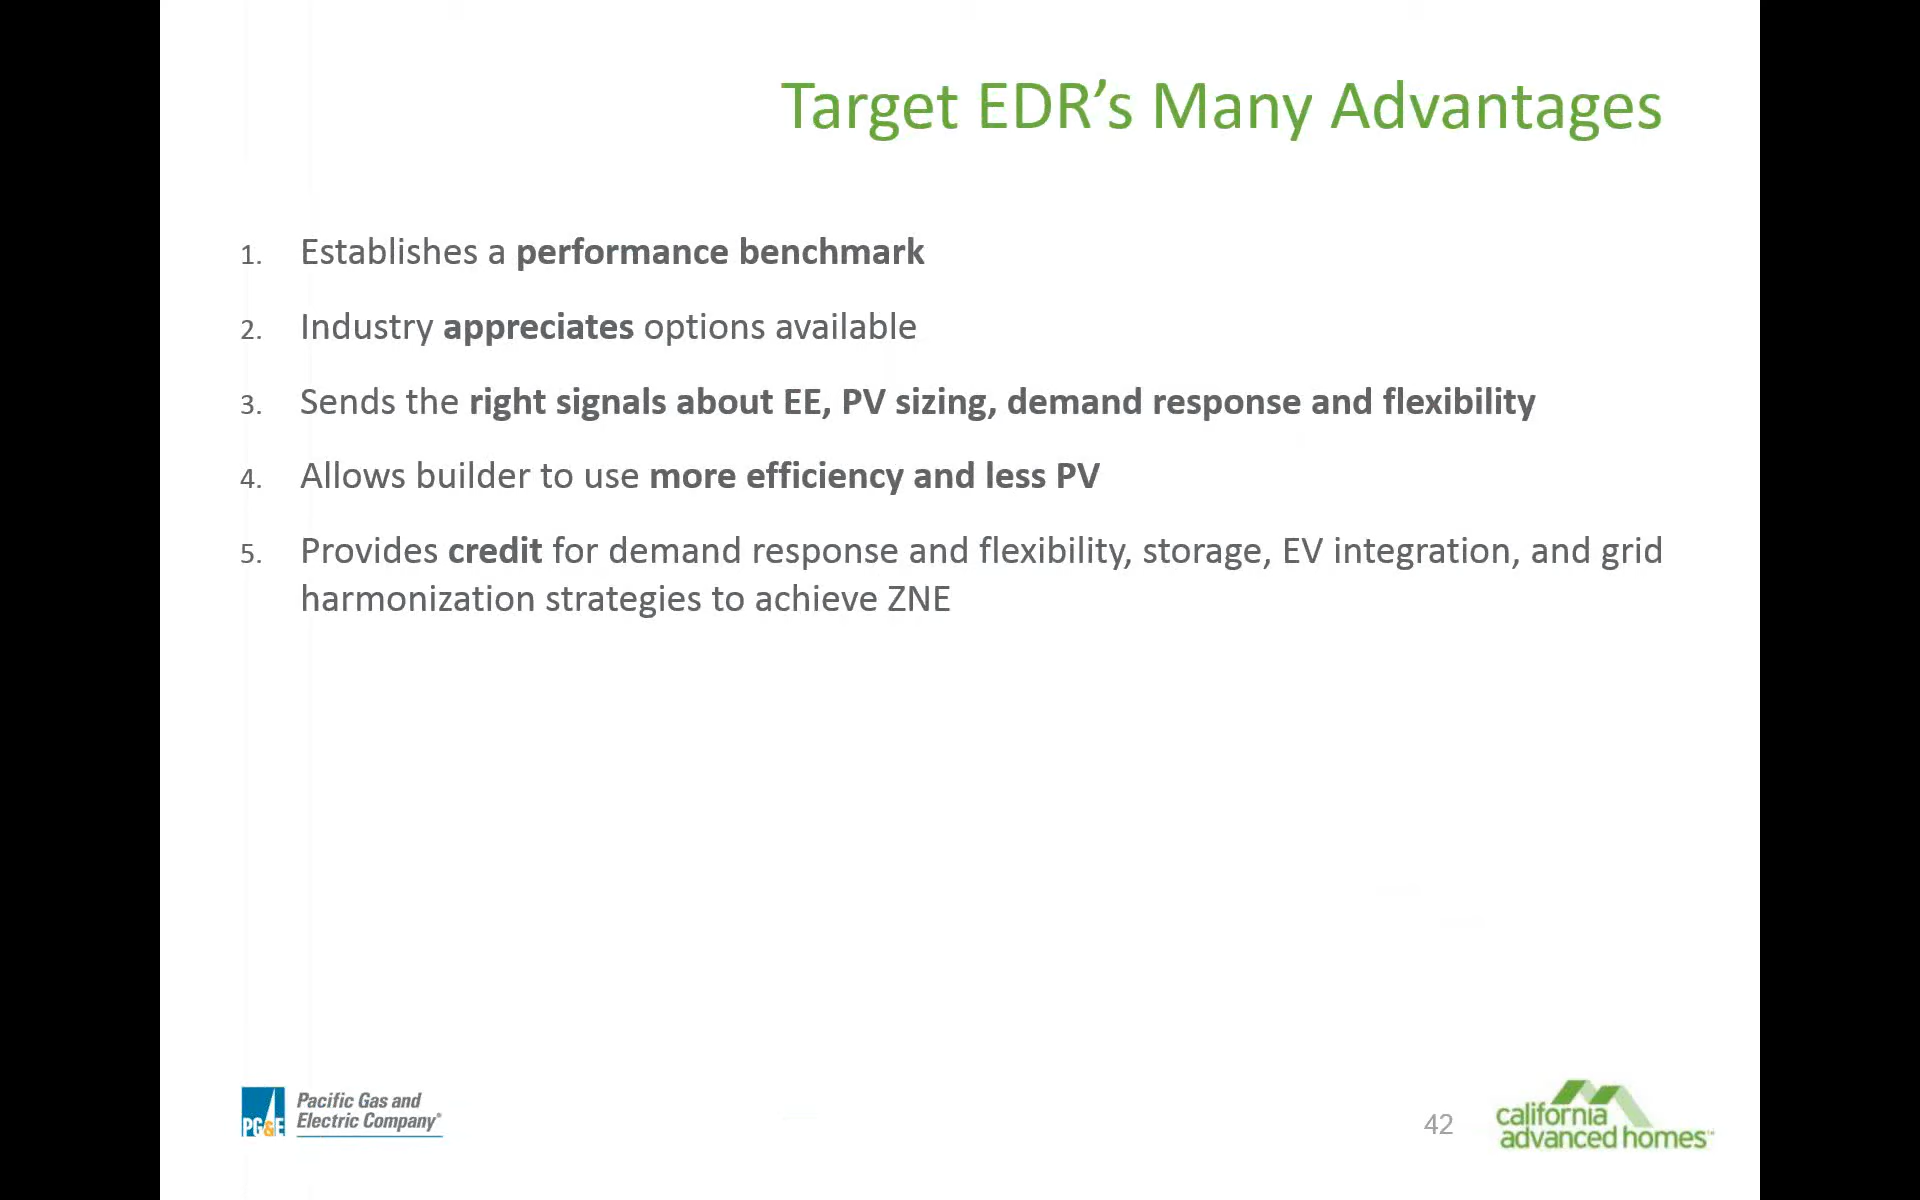 Target EDR’s Many Advantages
1. Establishes a performance benchmark
2. Industry appreciates options available
3. Sends the right signals about EE, PV sizing, demand response and flexibility
4. Allows builder to use more efficiency and less PV
5. Provides credit for demand response and flexibility, storage, EV integration, and grid
harmonization strategies to achieve ZNE
PG&E
Pacific Gas and
Electric Company®
42
california
advanced homes™